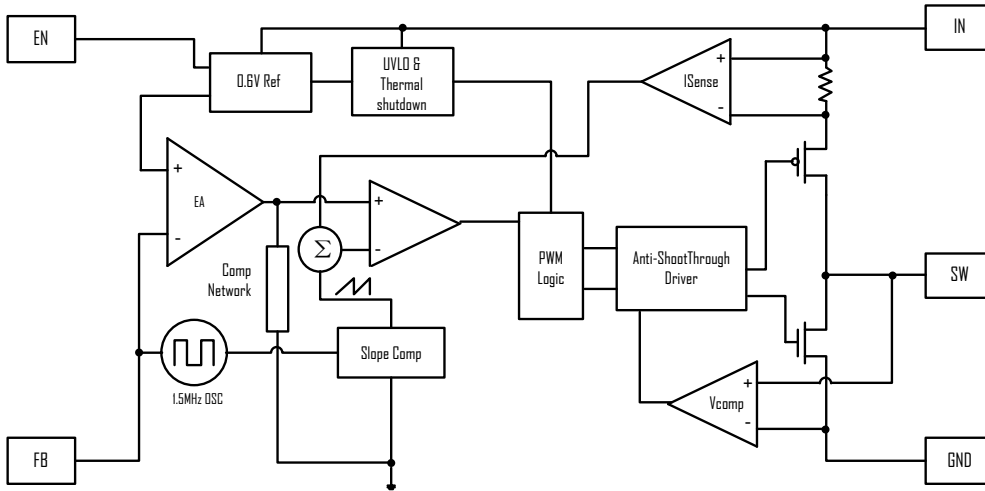 EN
IN
0.6V Ref
UVLO &
Thermal
shutdown
+
ISense
-
+
EA
-
+
-
Σ
Comp
Network
PWM
Logic
Anti-ShootThrough
Driver
SW
Slope Comp
1.5MHz OSC
+
Vcomp
-
FB
GND